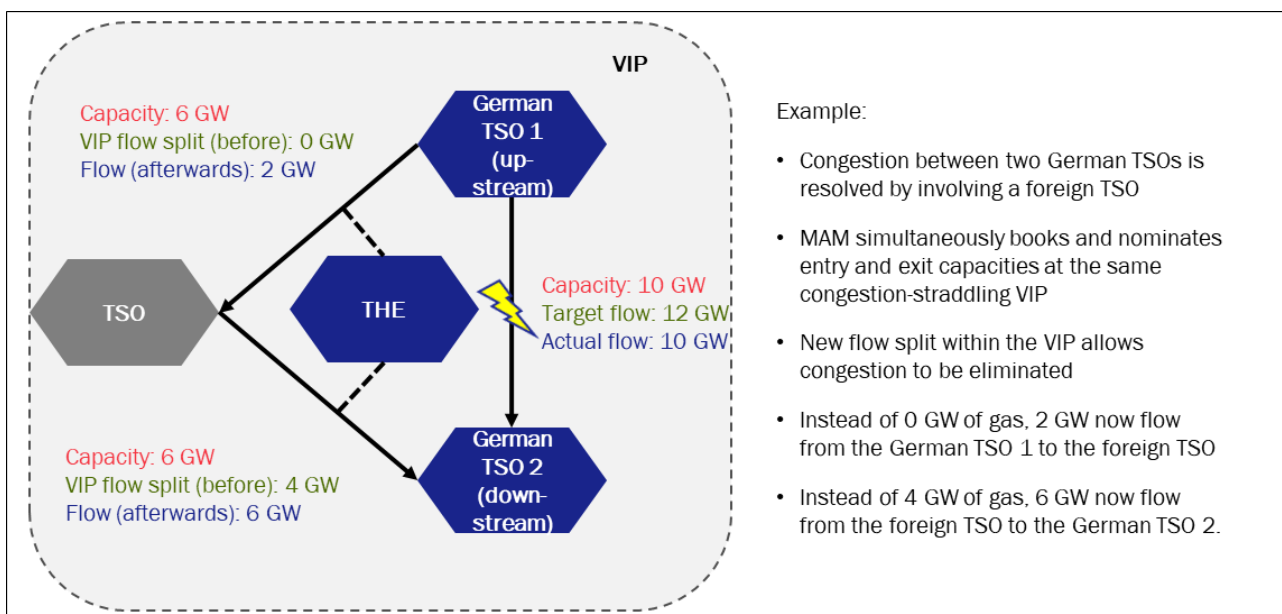 VIP
Capacity: 6 GW
VIP flow split (before): 0 GW
Flow (afterwards): 2 GW
German
TSO 1
(up-
stream)
TSO
THE
Capacity: 10 GW
Target flow: 12 GW
Actual flow: 10 GW
Capacity: 6 GW
VIP flow split (before): 4 GW
Flow (afterwards): 6 GW
German
TSO 2
(down-
stream)
Example:
• Congestion between two German TSOs is
resolved by involving a foreign TSO
• MAM simultaneously books and nominates
entry and exit capacities at the same
congestion-straddling VIP
• New flow split within the VIP allows
congestion to be eliminated
• Instead of 0 GW of gas, 2 GW now flow
from the German TSO 1 to the foreign TSO
• Instead of 4 GW of gas, 6 GW now flow
from the foreign TSO to the German TSO 2.